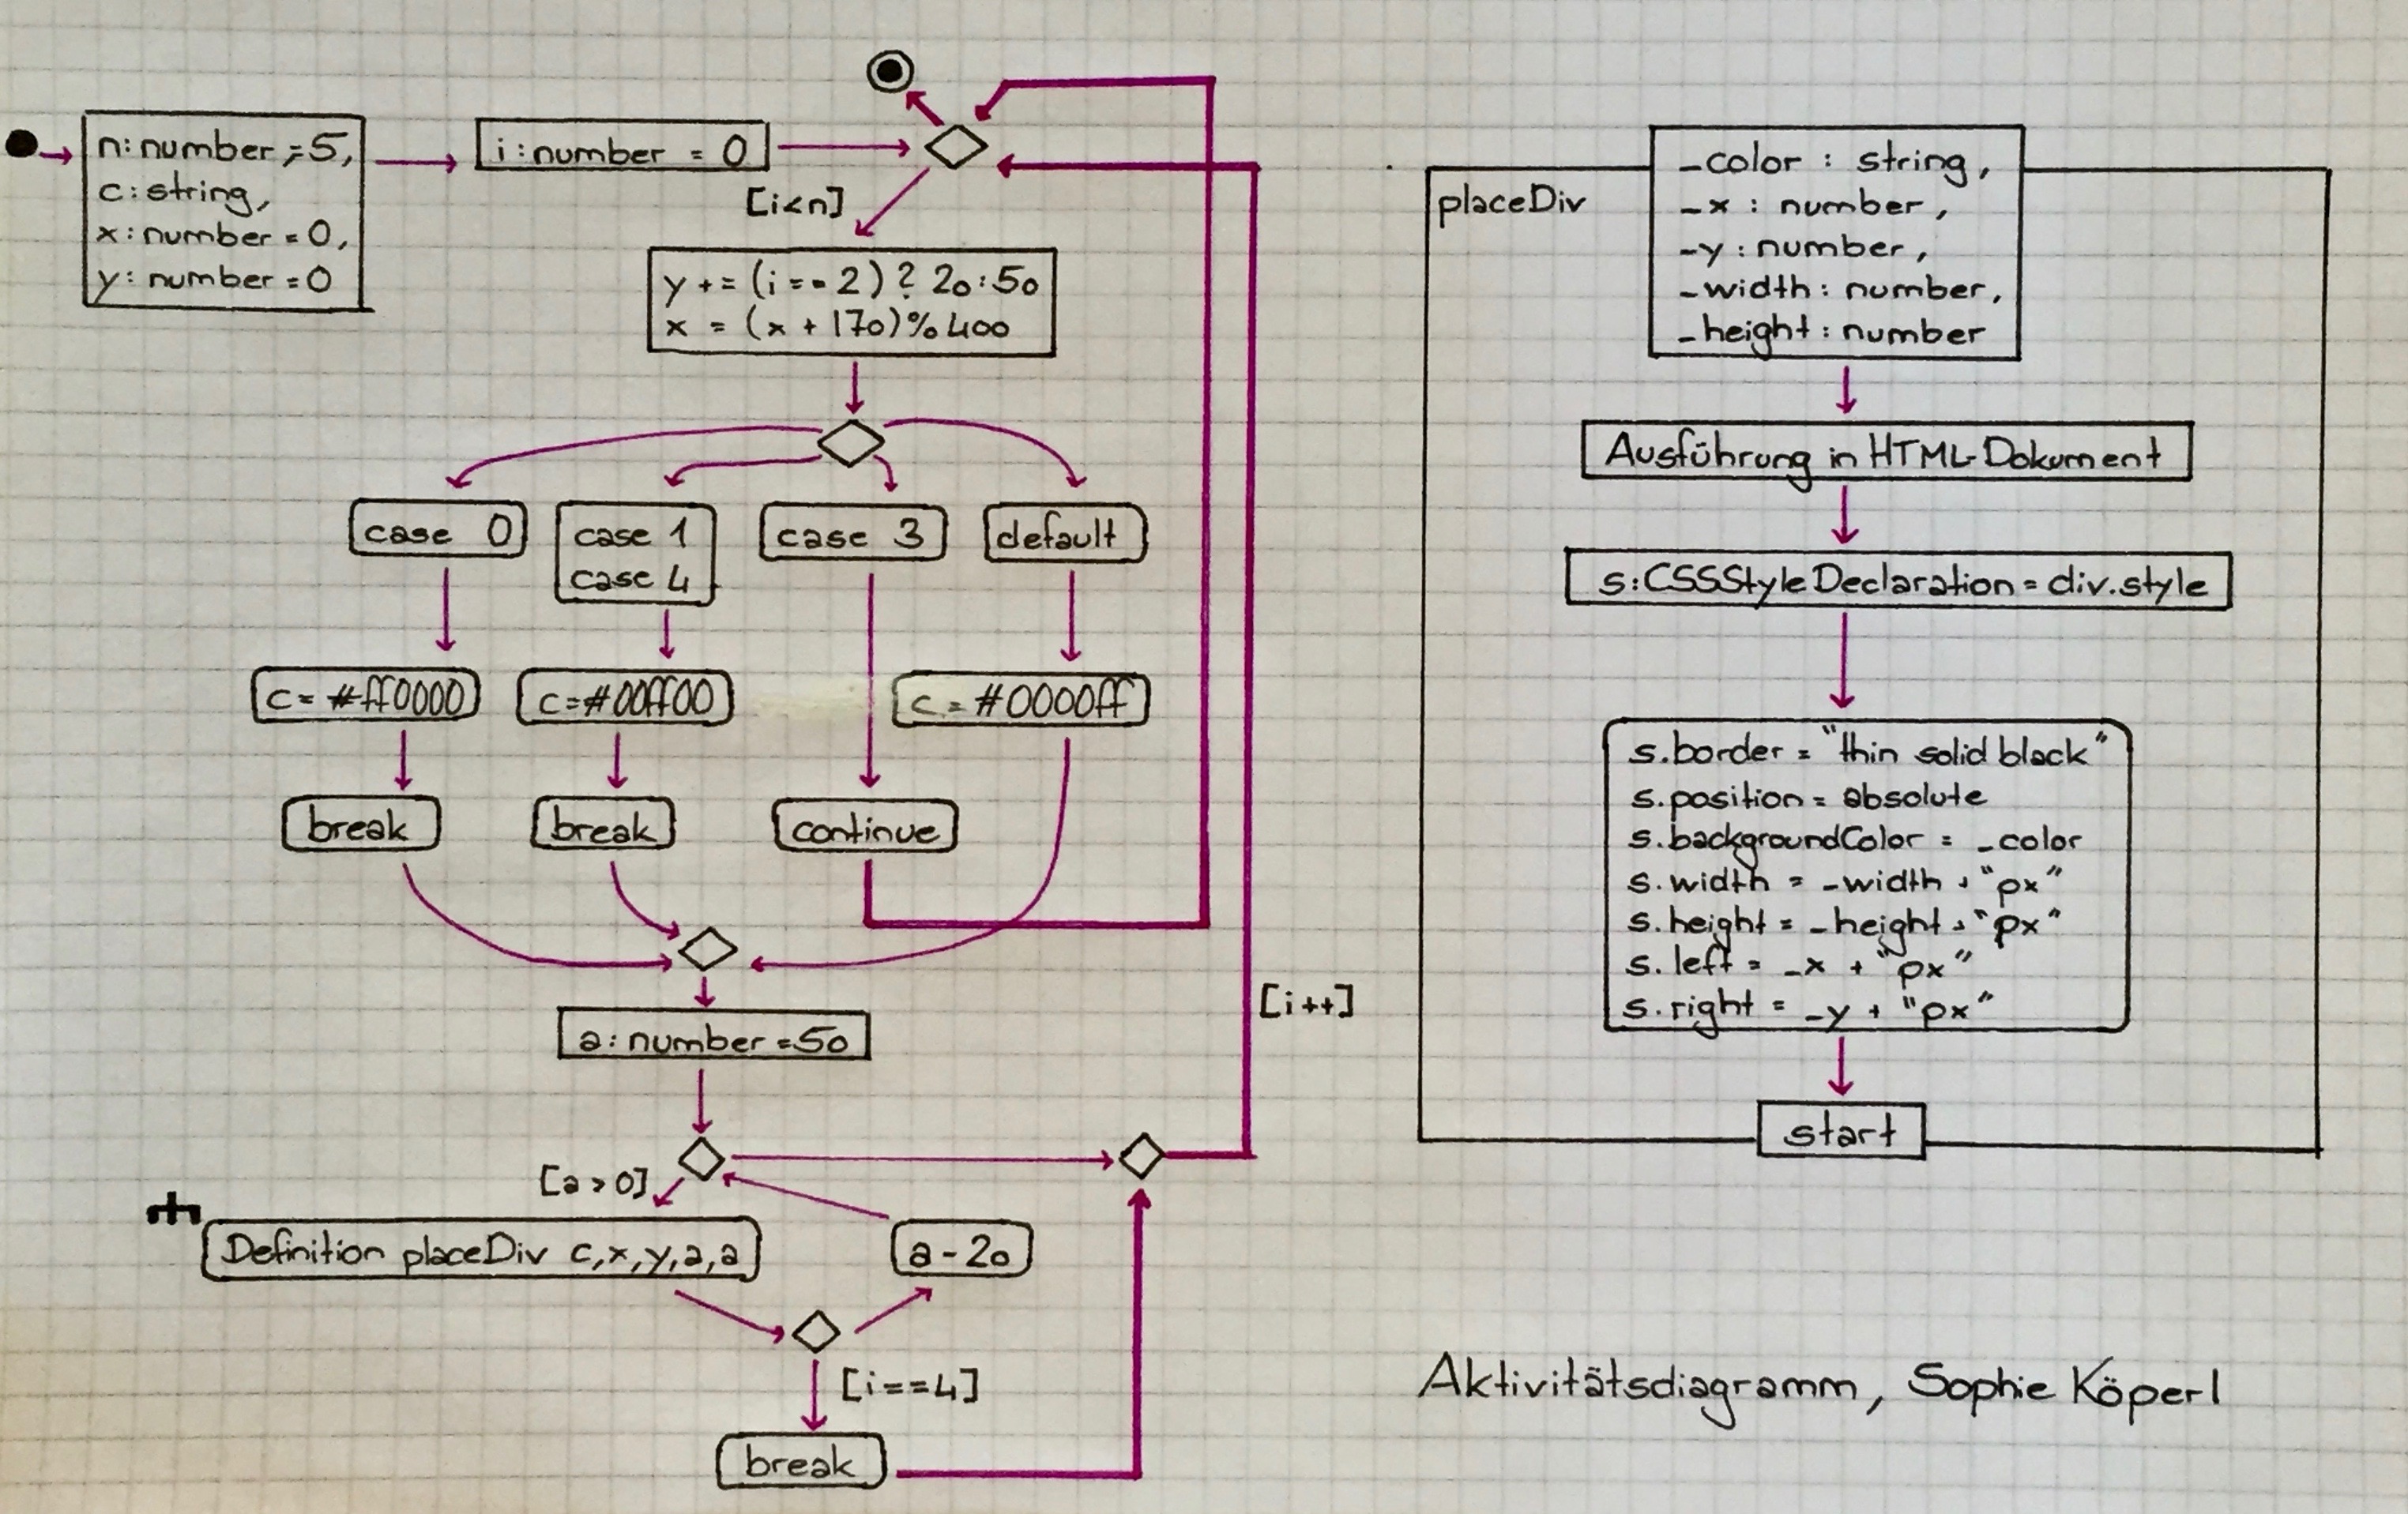 n:number;=5,
c:string,
x:number=0,
y:number=0
i:number = 0
[i<n]
y += (i == 2) ? 20:50
x = (x + 170)%400
case 0
case 1
case 4
case 3
default
c= #ff0000
c=#00ff00
c = #0000ff
break
break
continue
a:number=50
[a>0]
[i++]
Definition placeDiv c,x,y,a,a
a-20
[i==4]
break
placeDiv
_color : string,
_x : number,
_y : number,
_width : number,
_height : number
Ausführung in HTML-Dokument
s:CSSStyleDeclaration = div.style
s.border = "thin solid black"
s.position = absolute
s.backgroundColor = _color
s.width = _width + "px"
s.height = _height + "px"
s.left = _x + "px"
s.right = _y + "px"
start
Aktivitätsdiagramm, Sophie Köperl